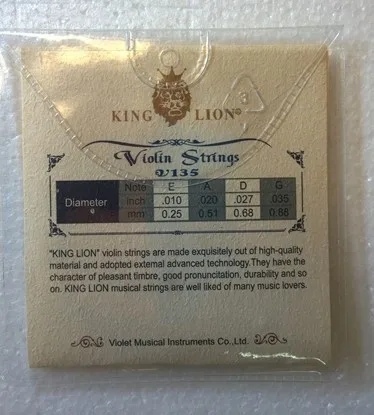 3
KING LION®
Violin Strings
V135
Diameter Note E A D G
inch .010 .020 .027 .035
mm 0.25 0.51 0.68 0.88
"KING LION" violin strings are made exquisitely out of high-quality
material and adopted extemal advanced technology.They have the
character of pleasant timbre, good pronuncitation, durability and so
on. KING LION musical strings are well liked of many music lovers.
Violet Musical Instruments Co.,Ltd.